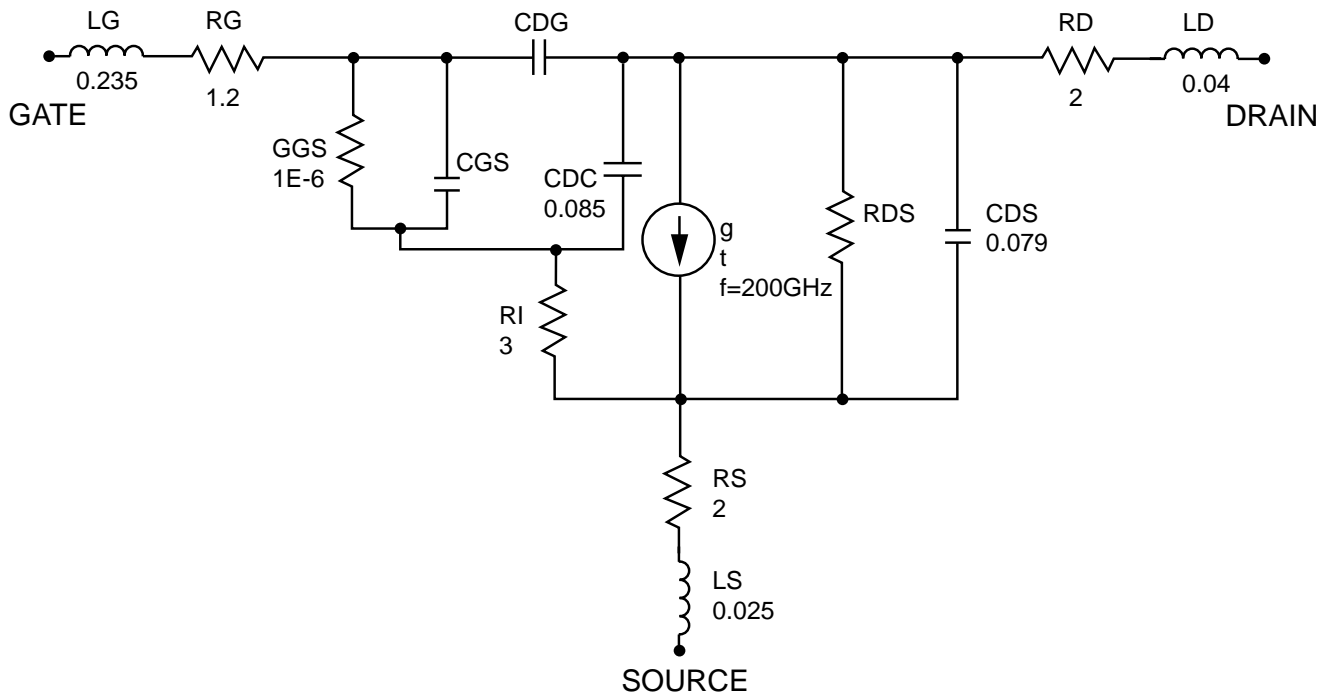 LG
0.235
GATE
RG
1.2
CDG
RD
2
LD
0.04
DRAIN
GGS
1E-6
CGS
CDC
0.085
g
t
f=200GHz
RDS
CDS
0.079
RI
3
RS
2
LS
0.025
SOURCE